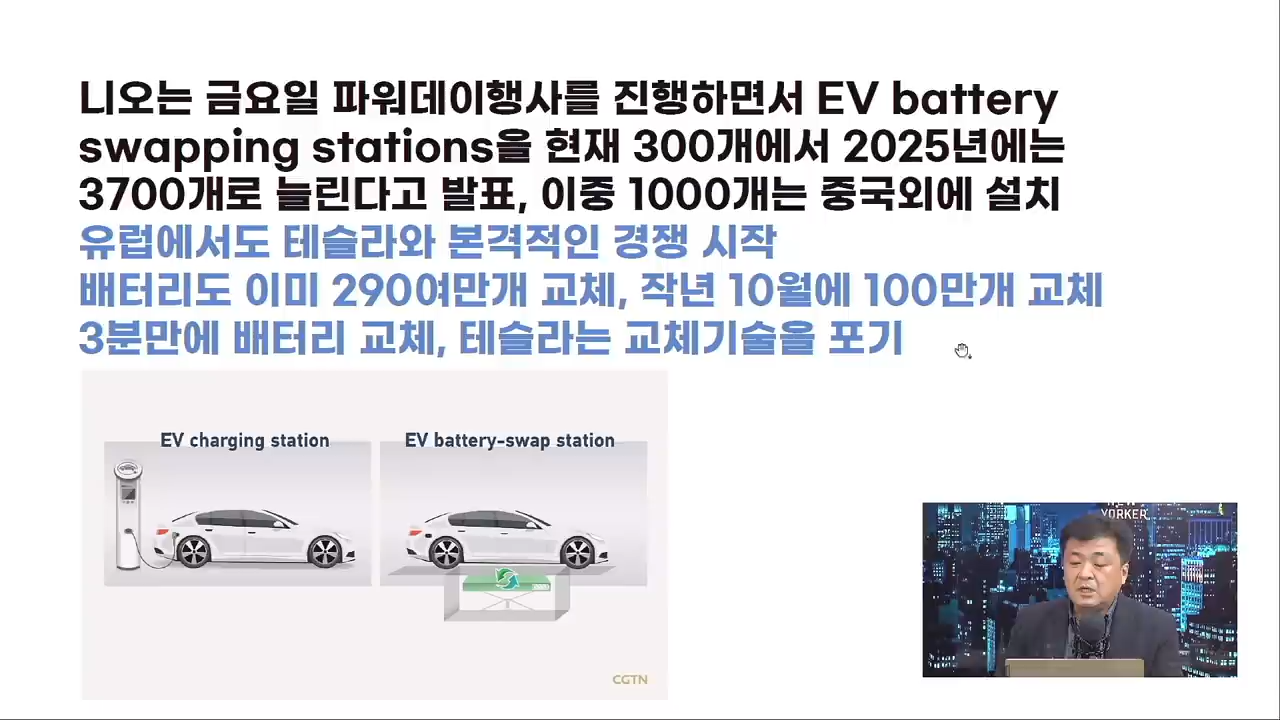 니오는 금요일 파워데이행사를 진행하면서 EV battery
swapping stations을 현재 300개에서 2025년에는
3700개로 늘린다고 발표, 이중 1000개는 중국외에 설치
유럽에서도 테슬라와 본격적인 경쟁 시작
배터리도 이미 290여만개 교체, 작년 10월에 100만개 교체
3분만에 배터리 교체, 테슬라는 교체기술을 포기
EV charging station
EV battery-swap station
CGTN
NEW
YORKER